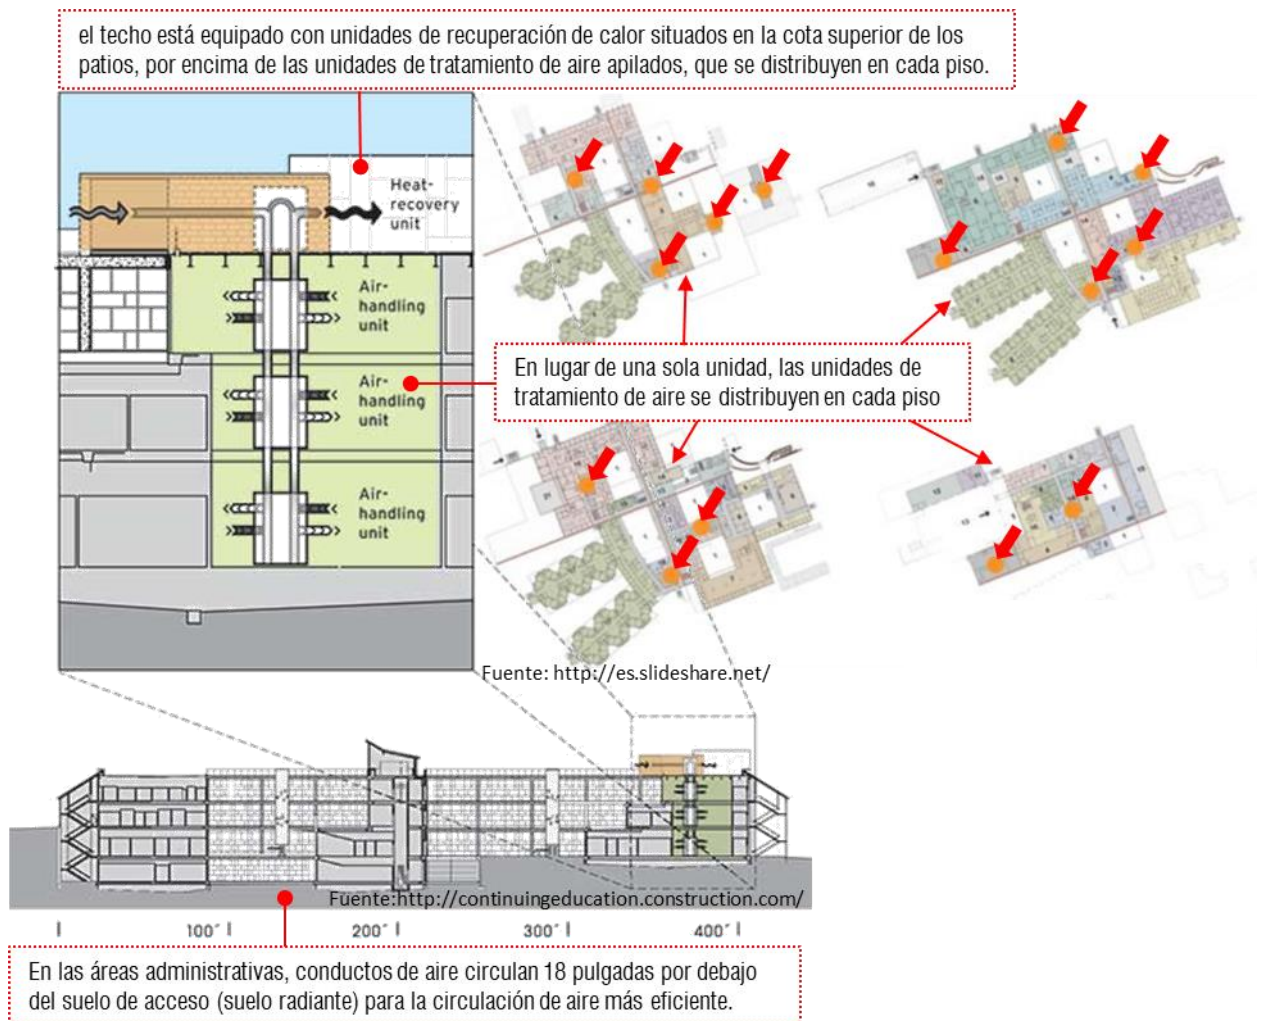 el techo está equipado con unidades de recuperación de calor situados en la cota superior de los
patios, por encima de las unidades de tratamiento de aire apilados, que se distribuyen en cada piso.
Heat-
recovery
unit
Air-
handling
unit
Air-
handling
unit
Air-
handling
unit
En lugar de una sola unidad, las unidades de
tratamiento de aire se distribuyen en cada piso
Fuente: http://es.slideshare.net/
Fuente:http://continuingeducation.construction.com/
100'
200'
300'
400'
En las áreas administrativas, conductos de aire circulan 18 pulgadas por debajo
del suelo de acceso (suelo radiante) para la circulación de aire más eficiente.